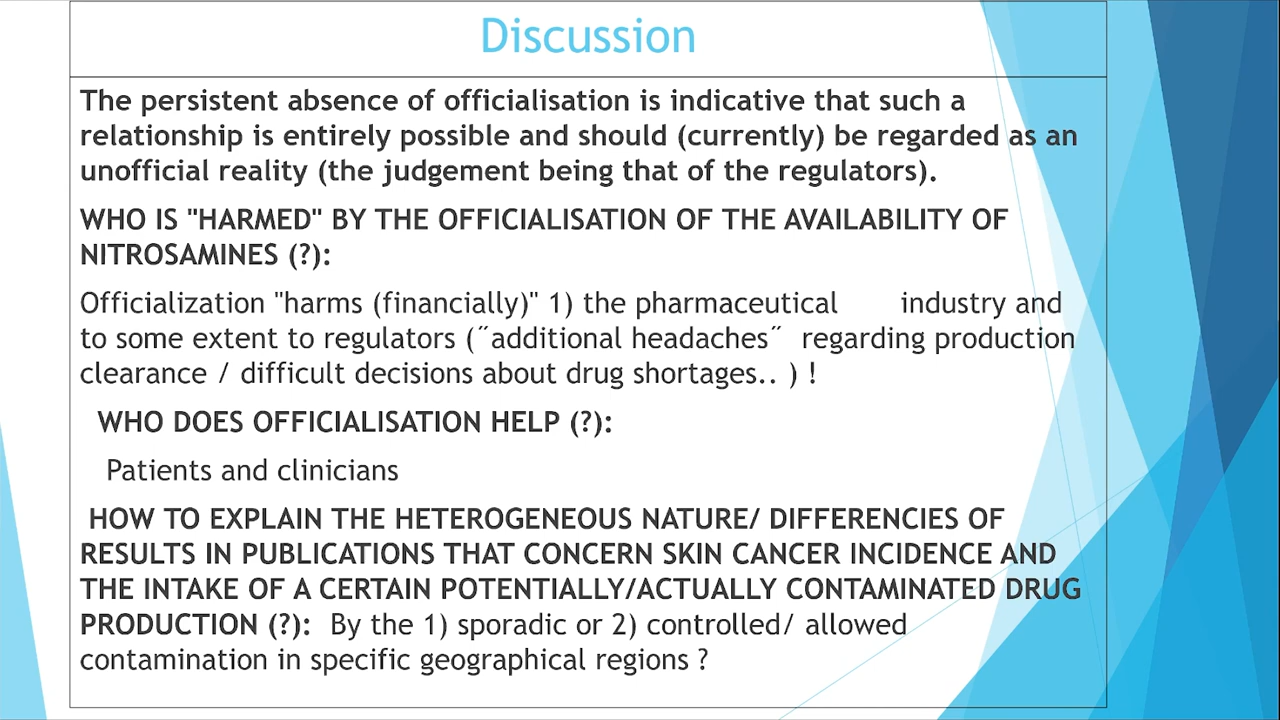 Discussion
The persistent absence of officialisation is indicative that such a
relationship is entirely possible and should (currently) be regarded as an
unofficial reality (the judgement being that of the regulators).
WHO IS "HARMED" BY THE OFFICIALISATION OF THE AVAILABILITY OF
NITROSAMINES (?):
Officialization "harms (financially)" 1) the pharmaceutical industry and
to some extent to regulators (˝additional headaches˝ regarding production
clearance / difficult decisions about drug shortages.. ) !
WHO DOES OFFICIALISATION HELP (?):
Patients and clinicians
HOW TO EXPLAIN THE HETEROGENEOUS NATURE/ DIFFERENCIES OF
RESULTS IN PUBLICATIONS THAT CONCERN SKIN CANCER INCIDENCE AND
THE INTAKE OF A CERTAIN POTENTIALLY/ACTUALLY CONTAMINATED DRUG
PRODUCTION (?): By the 1) sporadic or 2) controlled/ allowed
contamination in specific geographical regions ?